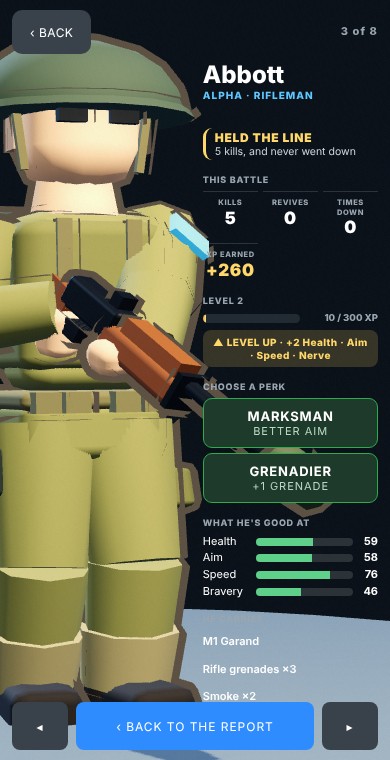 ‹ BACK
3 of 8
Abbott
ALPHA · RIFLEMAN
HELD THE LINE
5 kills, and never went down
THIS BATTLE
KILLS
5
REVIVES
0
TIMES
DOWN
0
P EARNED
+260
LEVEL 2
10 / 300 XP
▲ LEVEL UP · +2 Health · Aim
· Speed · Nerve
CHOOSE A PERK
MARKSMAN
BETTER AIM
GRENADIER
+1 GRENADE
WHAT HE'S GOOD AT
Health 59
Aim 58
Speed 76
Bravery 46
M1 Garand
Rifle grenades ×3
Smoke ×2
◂
‹ BACK TO THE REPORT
▸